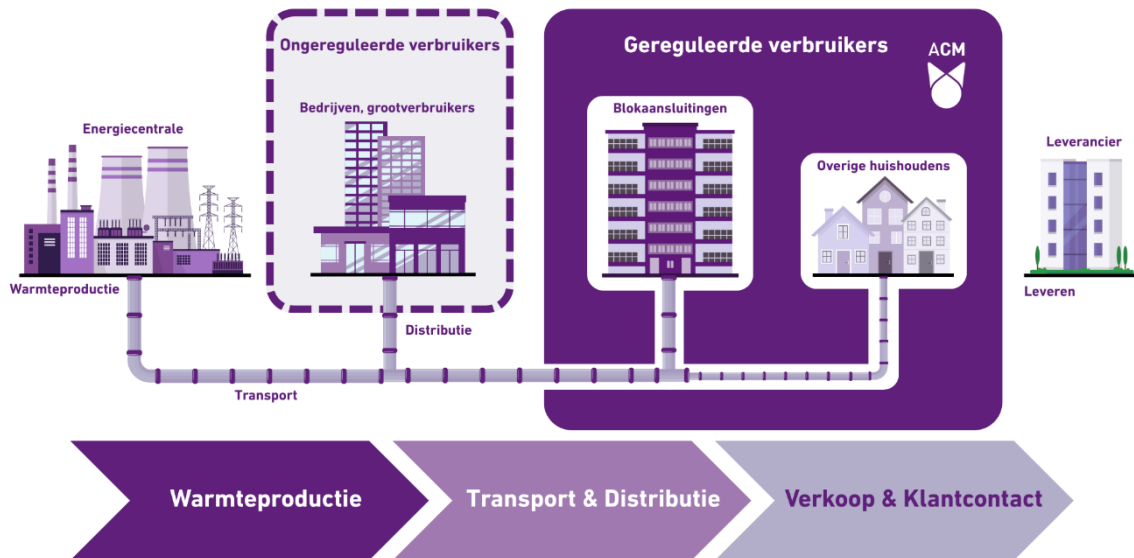 Ongereguleerde verbruikers
Gereguleerde verbruikers
ACM
Bedrijven, grootverbruikers
Blokaansluitingen
Energiecentrale
Leverancier
Overige huishoudens
Warmteproductie
Leveren
Distributie
Transport
Warmteproductie
Transport & Distributie
Verkoop & Klantcontact